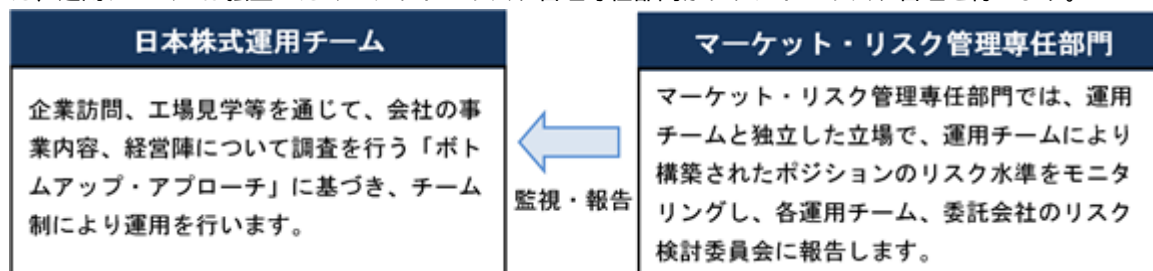 日本株式運用チーム
企業訪問、工場見学等を通じて、会社の事
業内容、経営陣について調査を行う「ボト
ムアップ・アプローチ」に基づき、チーム
制により運用を行います。
監視・報告
マーケット・リスク管理専任部門
マーケット・リスク管理専任部門では、運用
チームと独立した立場で、運用チームにより
構築されたポジションのリスク水準をモニタ
リングし、各運用チーム、委託会社のリスク
検討委員会に報告します。